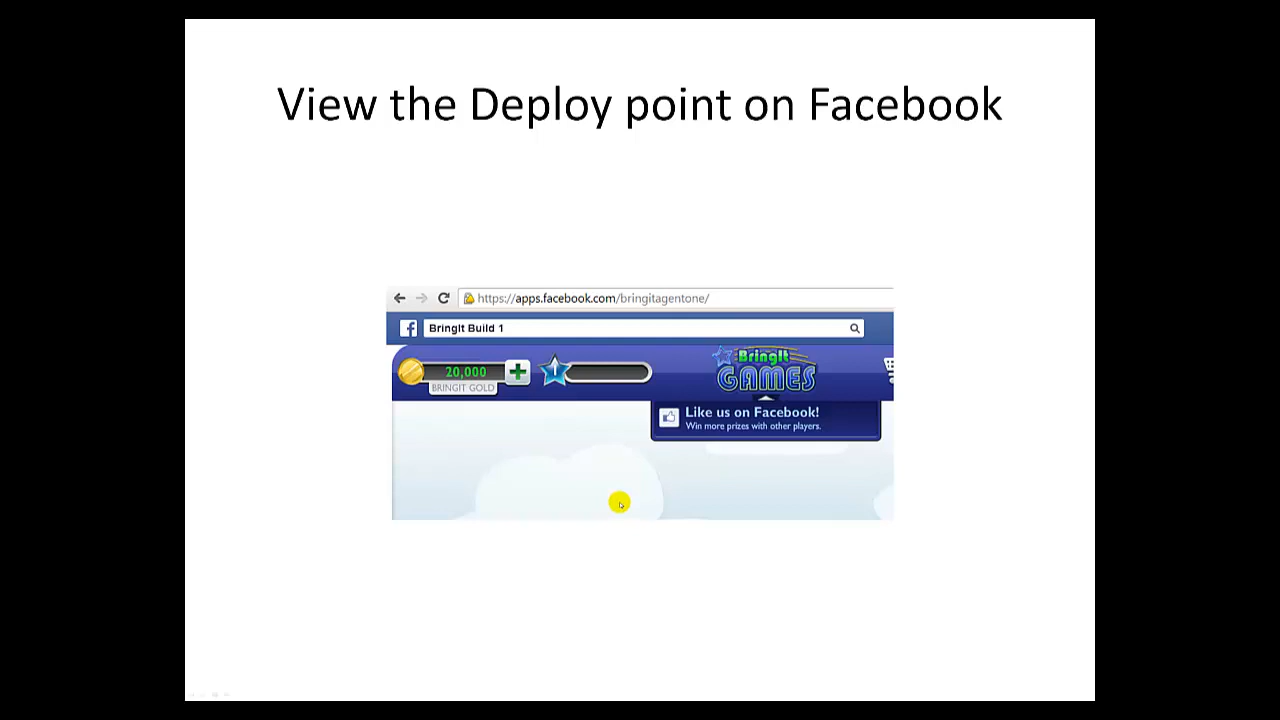 View the Deploy point on Facebook
https://apps.facebook.com/bringitagentone/
f BringIt Build 1
20,000
BRINGIT GOLD
1
BringIt
GAMES
Like us on Facebook!
Win more prizes with other players.